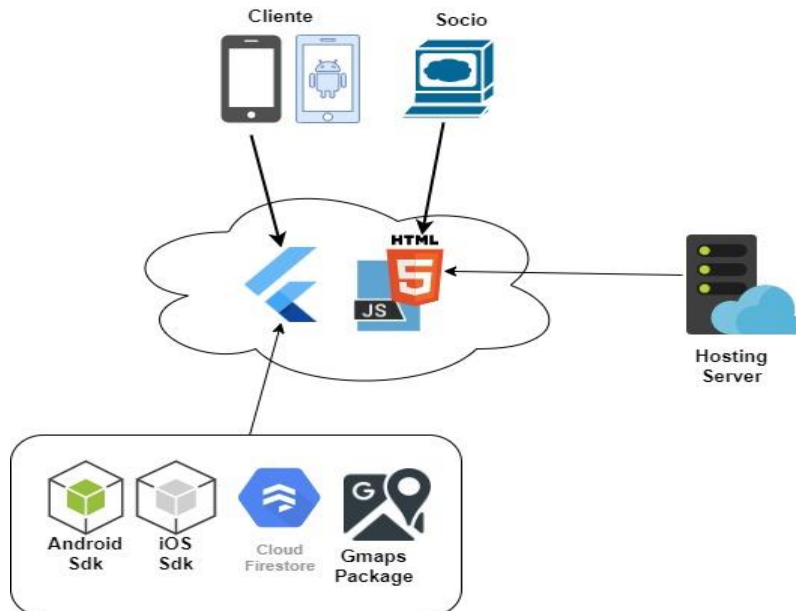 Cliente
Socio
HTML
5
JS
Hosting
Server
Android
Sdk
iOS
Sdk
Cloud
Firestore
G
Gmaps
Package